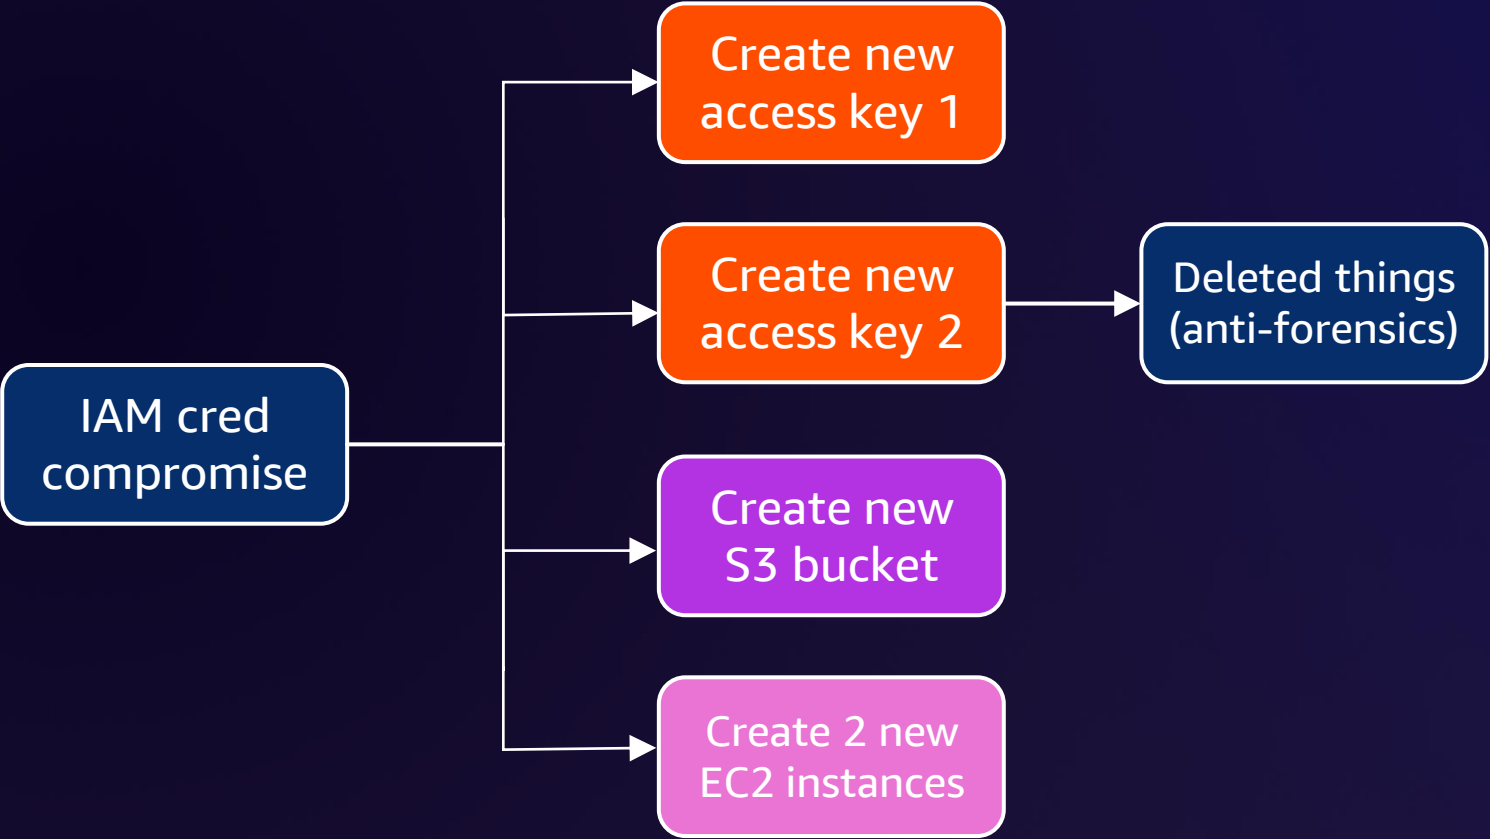 Create new
access key 1
Create new
access key 2
Deleted things
(anti-forensics)
IAM cred
compromise
Create new
S3 bucket
Create 2 new
EC2 instances